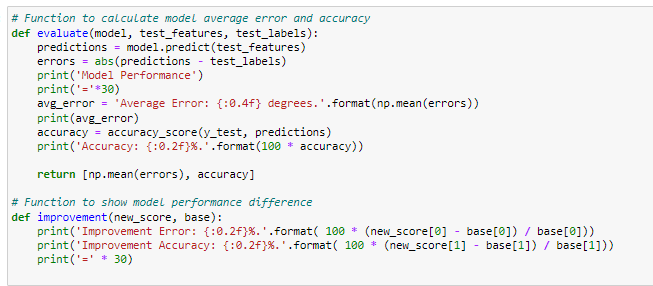 # Function to calculate model average error and accuracy
def evaluate(model, test_features, test_labels):
    predictions = model.predict(test_features)
    errors = abs(predictions - test_labels)
    print('Model Performance')
    print('='*30)
    avg_error = 'Average Error: {:0.4f} degrees.'.format(np.mean(errors))
    print(avg_error)
    accuracy = accuracy_score(y_test, predictions)
    print('Accuracy: {:0.2f}%.'.format(100 * accuracy))

    return [np.mean(errors), accuracy]

# Function to show model performance difference
def improvement(new_score, base):
    print('Improvement Error: {:0.2f}%.'.format( 100 * (new_score[0] - base[0]) / base[0]))
    print('Improvement Accuracy: {:0.2f}%.'.format( 100 * (new_score[1] - base[1]) / base[1]))
    print('=' * 30)